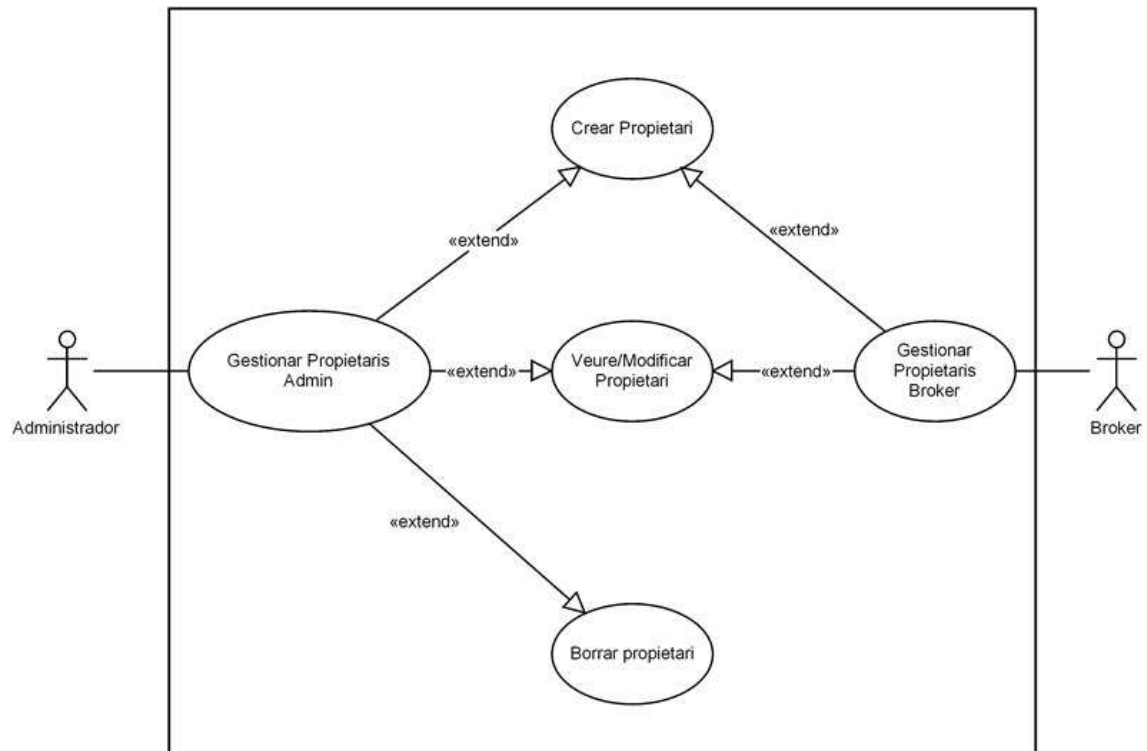 Crear Propietari
«extend»
«extend»
Gestionar Propietaris
Admin
«extend»
Veure/Modificar
Propietari
«extend»
Gestionar
Propietaris
Broker
Administrador
Broker
«extend»
Borrar propietari